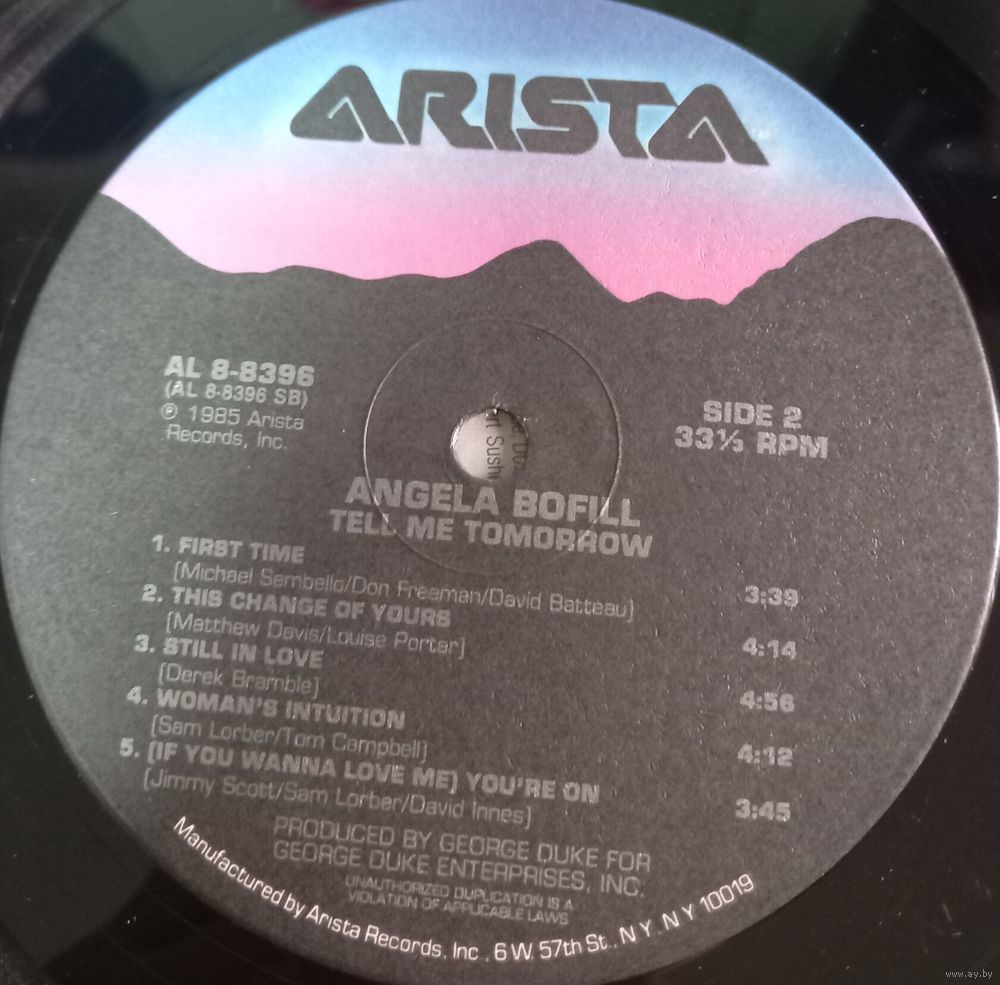 ARISTA
AL 8-8396
(AL 8-8396 SB)
℗ 1985 Arista
Records, Inc.
SIDE 2
33⅓ RPM
ANGELA BOFILL
TELL ME TOMORROW
1. FIRST TIME 3:39
[Michael Sembello/Don Freeman/David Batteau]
2. THIS CHANGE OF YOURS 4:14
[Matthew Davis/Louise Porter]
3. STILL IN LOVE 4:56
[Derek Bramble]
4. WOMAN'S INTUITION 4:12
[Sam Lorber/Tom Campbell]
5. [IF YOU WANNA LOVE ME] YOU'RE ON 3:45
[Jimmy Scott/Sam Lorber/David Innes]
PRODUCED BY GEORGE DUKE FOR
GEORGE DUKE ENTERPRISES, INC.
UNAUTHORIZED DUPLICATION IS A
VIOLATION OF APPLICABLE LAWS
Manufactured by Arista Records, Inc., 6 W. 57th St., N.Y. N.Y 10019
www.ay.by